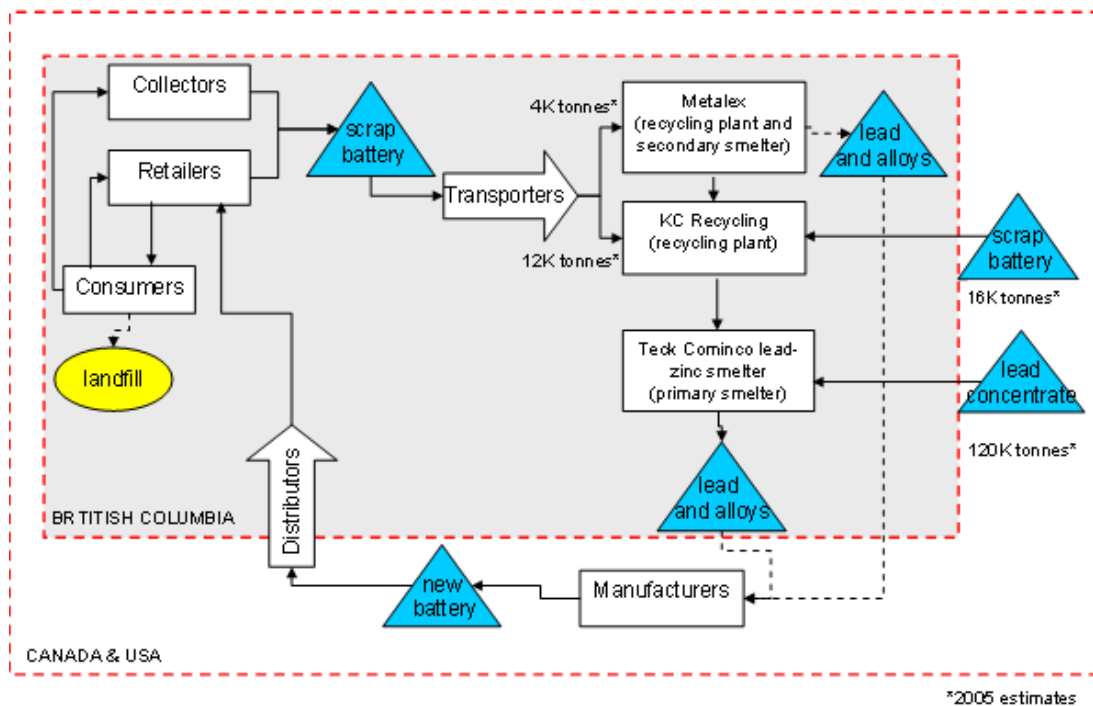 Collectors
scrap
battery
4K tonnes*
Metalex
(recycling plant and
secondary smelter)
lead
and alloys
Retailers
Transporters
KC Recycling
(recycling plant)
12K tonnes*
scrap
battery
16K tonnes*
Consumers
landfill
Teck Cominco lead-
zinc smelter
(primary smelter)
lead
concentrate
120K tonnes*
Distributors
lead
and alloys
BRTITISH COLUMBIA
new
battery
Manufacturers
CANADA & USA
*2005 estimates